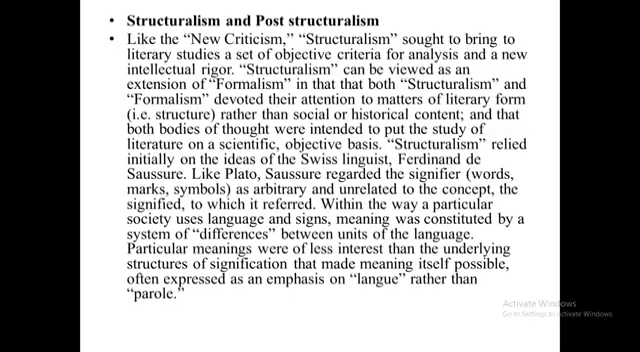 • Structuralism and Post structuralism
• Like the “New Criticism,” “Structuralism” sought to bring to
literary studies a set of objective criteria for analysis and a new
intellectual rigor. “Structuralism” can be viewed as an
extension of “Formalism” in that that both “Structuralism” and
“Formalism” devoted their attention to matters of literary form
(i.e. structure) rather than social or historical content; and that
both bodies of thought were intended to put the study of
literature on a scientific, objective basis. “Structuralism” relied
initially on the ideas of the Swiss linguist, Ferdinand de
Saussure. Like Plato, Saussure regarded the signifier (words,
marks, symbols) as arbitrary and unrelated to the concept, the
signified, to which it referred. Within the way a particular
society uses language and signs, meaning was constituted by a
system of “differences” between units of the language.
Particular meanings were of less interest than the underlying
structures of signification that made meaning itself possible,
often expressed as an emphasis on “langue” rather than
“parole.”
Activate Windows
Go to Settings to activate Windows.